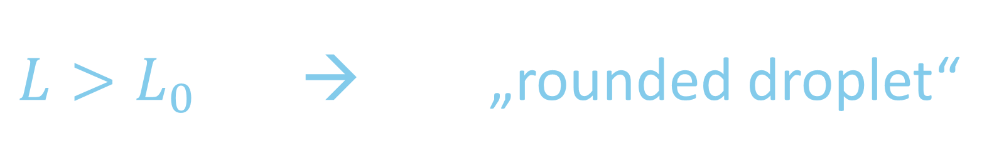 L > L₀ → „rounded droplet“